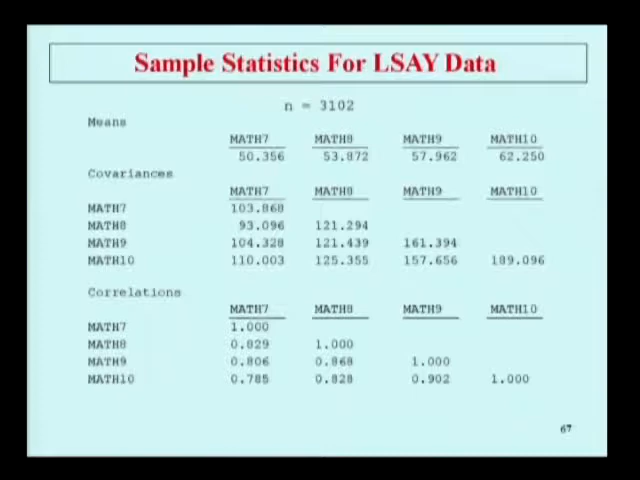 Sample Statistics For LSAY Data
n = 3102
Means
MATH7 MATH8 MATH9 MATH10
50.356 53.872 57.962 62.250
Covariances
MATH7 MATH8 MATH9 MATH10
MATH7 103.868
MATH8 93.096 121.294
MATH9 104.328 121.439 161.394
MATH10 110.003 125.355 157.656 189.096
Correlations
MATH7 MATH8 MATH9 MATH10
MATH7 1.000
MATH8 0.829 1.000
MATH9 0.806 0.868 1.000
MATH10 0.785 0.828 0.902 1.000
67